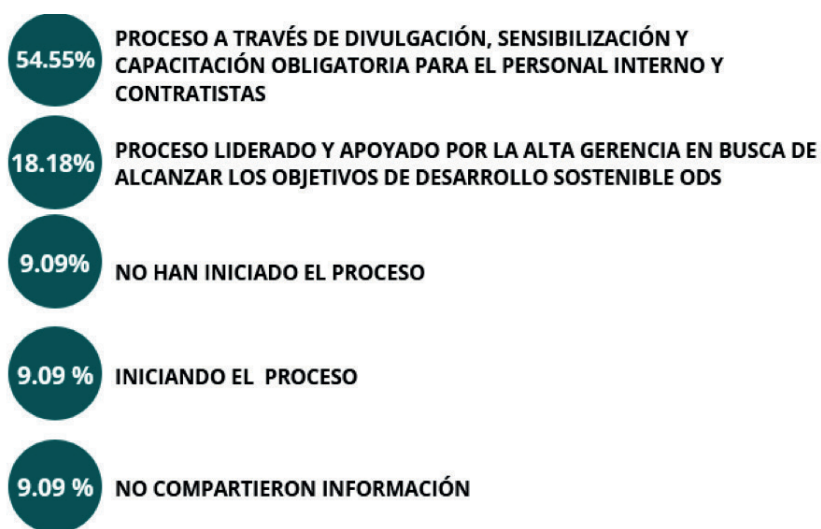 54.55%
PROCESO A TRAVÉS DE DIVULGACIÓN, SENSIBILIZACIÓN Y
CAPACITACIÓN OBLIGATORIA PARA EL PERSONAL INTERNO Y
CONTRATISTAS
18.18%
PROCESO LIDERADO Y APOYADO POR LA ALTA GERENCIA EN BUSCA DE
ALCANZAR LOS OBJETIVOS DE DESARROLLO SOSTENIBLE ODS
9.09%
NO HAN INICIADO EL PROCESO
9.09 %
INICIANDO EL PROCESO
9.09 %
NO COMPARTIERON INFORMACIÓN